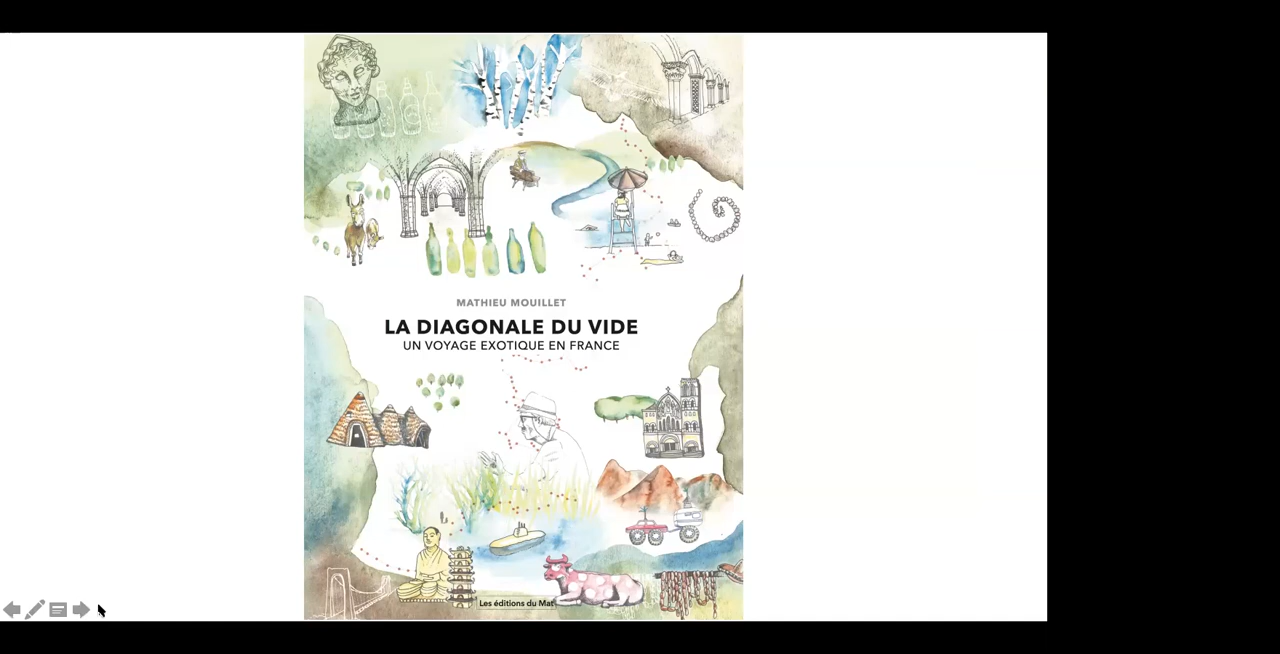 MATHIEU MOUILLET
LA DIAGONALE DU VIDE
UN VOYAGE EXOTIQUE EN FRANCE
Les éditions du Mat